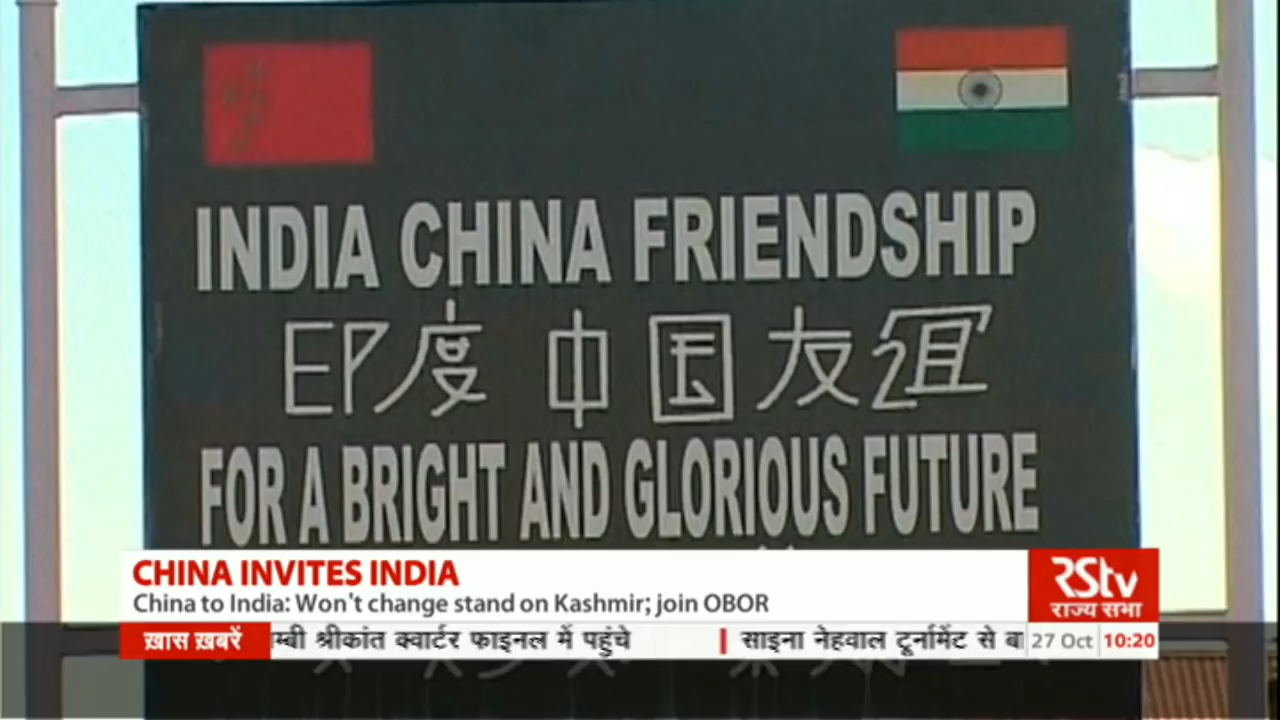 INDIA CHINA FRIENDSHIP
印度 中国友谊
FOR A BRIGHT AND GLORIOUS FUTURE
CHINA INVITES INDIA
China to India: Won't change stand on Kashmir; join OBOR
RStv
राज्य सभा
ख़ास ख़बरें म्बी श्रीकांत क्वार्टर फाइनल में पहुंचे | साइना नेहवाल टूर्नामेंट से बा 27 Oct 10:20